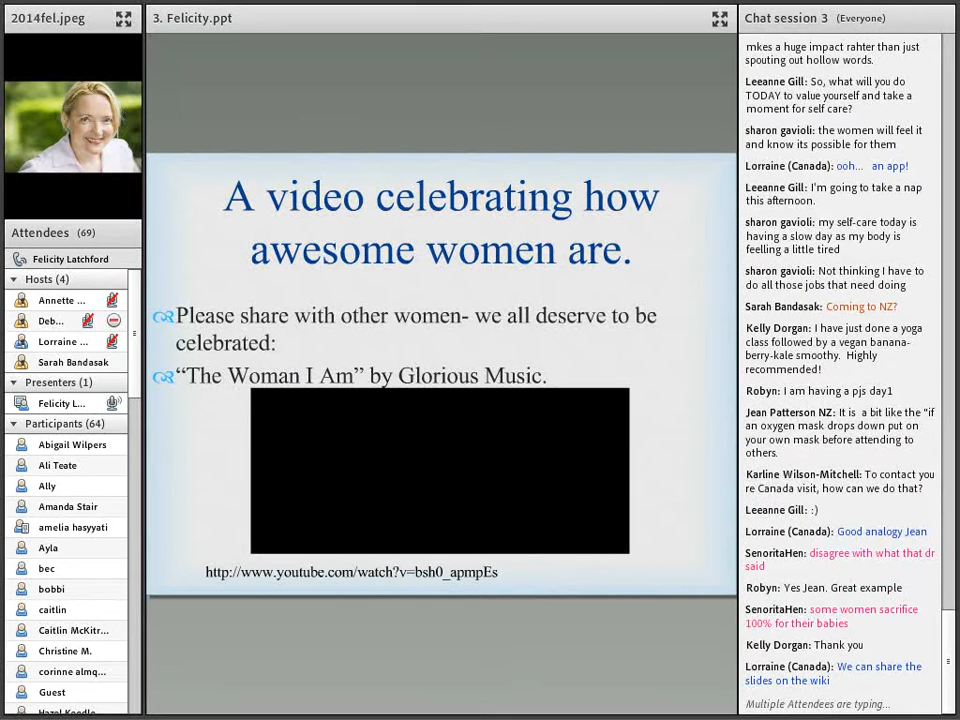 2014fel.jpeg
3. Felicity.ppt
Chat session 3 (Everyone)
Attendees (69)
Felicity Latchford
Hosts (4)
Annette ...
Deb...
Lorraine ...
Sarah Bandasak
Presenters (1)
Felicity L...
Participants (64)
Abigail Wilpers
Ali Teate
Ally
Amanda Stair
amelia hasyyati
Ayla
bec
bobbi
caitlin
Caitlin McKitr...
Christine M.
corinne almq...
Guest
Hazel Keedle
A video celebrating how
awesome women are.
Please share with other women- we all deserve to be
celebrated:
“The Woman I Am” by Glorious Music.
http://www.youtube.com/watch?v=bsh0_apmpEs
mkes a huge impact rahter than just
spouting out hollow words.
Leeanne Gill: So, what will you do
TODAY to value yourself and take a
moment for self care?
sharon gavioli: the women will feel it
and know its possible for them
Lorraine (Canada): ooh... an app!
Leeanne Gill: I'm going to take a nap
this afternoon.
sharon gavioli: my self-care today is
having a slow day as my body is
feelling a little tired
sharon gavioli: Not thinking I have to
do all those jobs that need doing
Sarah Bandasak: Coming to NZ?
Kelly Dorgan: I have just done a yoga
class followed by a vegan banana-
berry-kale smoothy. Highly
recommended!
Robyn: I am having a pjs day1
Jean Patterson NZ: It is a bit like the "if
an oxygen mask drops down put on
your own mask before attending to
others.
Karline Wilson-Mitchell: To contact you
re Canada visit, how can we do that?
Leeanne Gill: :)
Lorraine (Canada): Good analogy Jean
SenoritaHen: disagree with what that dr
said
Robyn: Yes Jean. Great example
SenoritaHen: some women sacrifice
100% for their babies
Kelly Dorgan: Thank you
Lorraine (Canada): We can share the
slides on the wiki
Multiple Attendees are typing...